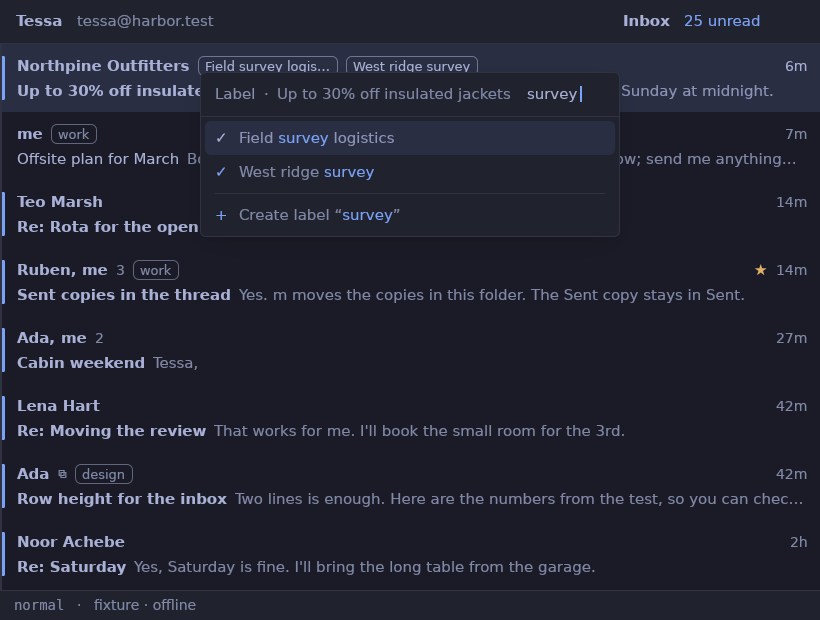 Tessa tessa@harbor.test Inbox 25 unread
Northpine Outfitters Field survey logis… West ridge survey 6m
Up to 30% off insulate Sunday at midnight.
Label · Up to 30% off insulated jackets survey
✓ Field survey logistics
✓ West ridge survey
+ Create label “survey”
me work 7m
Offsite plan for March ow; send me anything…
Teo Marsh 14m
Re: Rota for the open
Ruben, me 3 work ★ 14m
Sent copies in the thread Yes. m moves the copies in this folder. The Sent copy stays in Sent.
Ada, me 2 27m
Cabin weekend Tessa,
Lena Hart 42m
Re: Moving the review That works for me. I'll book the small room for the 3rd.
Ada design 42m
Row height for the inbox Two lines is enough. Here are the numbers from the test, so you can chec…
Noor Achebe 2h
Re: Saturday Yes, Saturday is fine. I'll bring the long table from the garage.
normal · fixture · offline